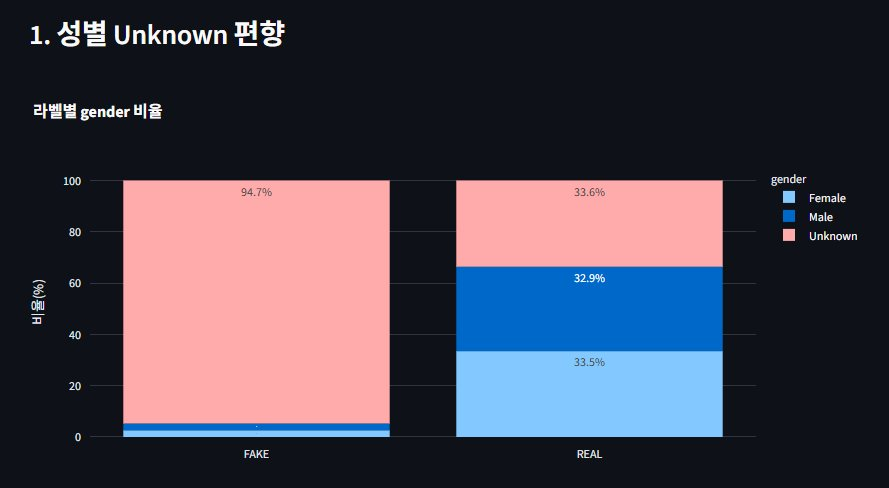 1. 성별 Unknown 편향
라벨별 gender 비율
gender
Female
Male
Unknown
비율(%)
100
80
60
40
20
0
94.7%
33.6%
32.9%
33.5%
FAKE
REAL